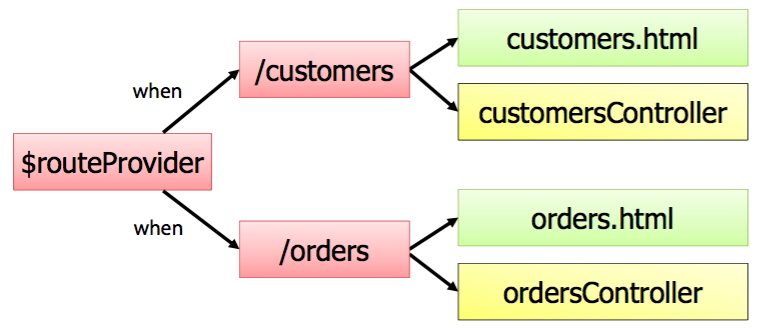 customers.html
/customers
when
customersController
$routeProvider
orders.html
when
/orders
ordersController